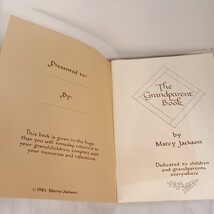 Presented to:
By:
This book is given in the hope
that you will someday return it to
your grandchildren, complete with
your memories and reflections.
© 1981 Marcy Jackson
The
Grandparent
Book
by
Marcy Jackson
Dedicated to children
and grandparents
everywhere